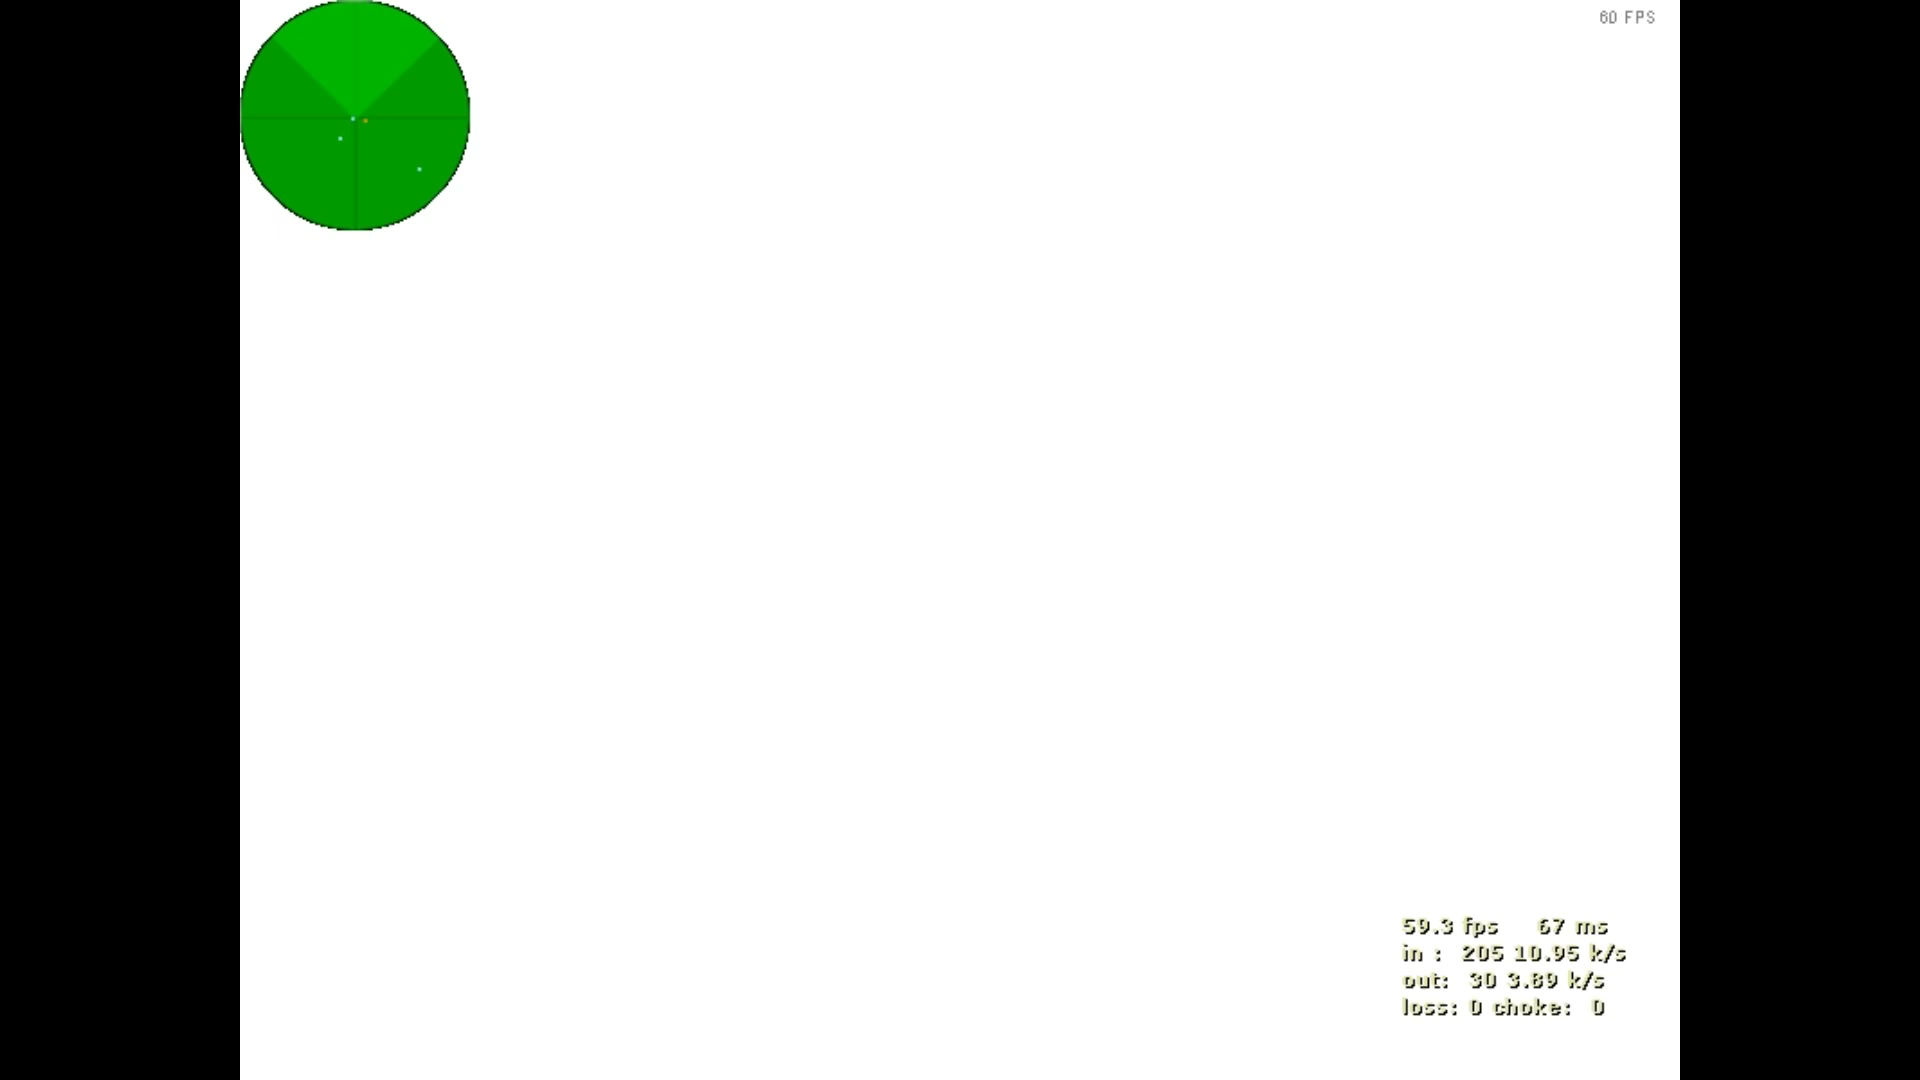 60 FPS
59.3 fps 67 ms
in : 205 10.95 k/s
out: 30 3.89 k/s
loss: 0 choke: 0